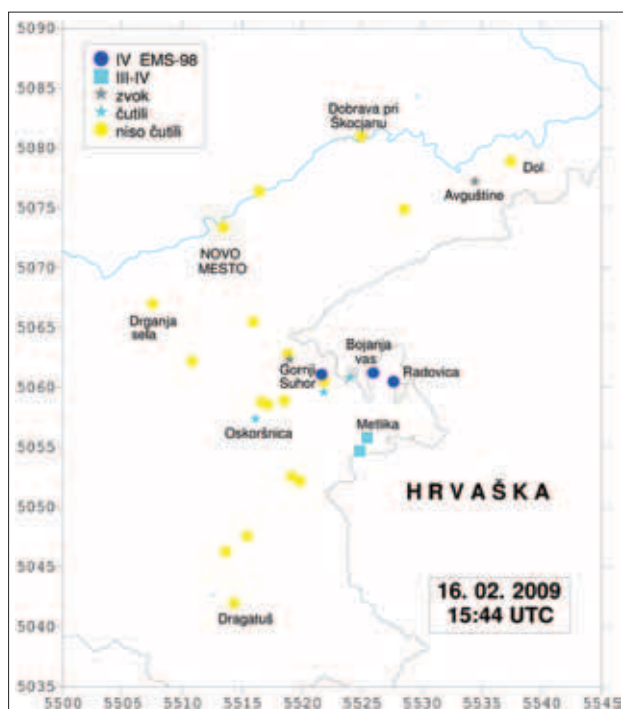 5090
5085
5080
5075
5070
5065
5060
5055
5050
5045
5040
5035
IV EMS-98
III-IV
zvok
čutili
niso čutili
Dobrava pri
Škocjanu
Dol
Avguštine
NOVO
MESTO
Drganja
sela
Bojanja
vas
Gornji
Suhor
Radovica
Oskoršnica
Metlika
HRVAŠKA
Dragatuš
16. 02. 2009
15:44 UTC
5500 5505 5510 5515 5520 5525 5530 5535 5540 5545